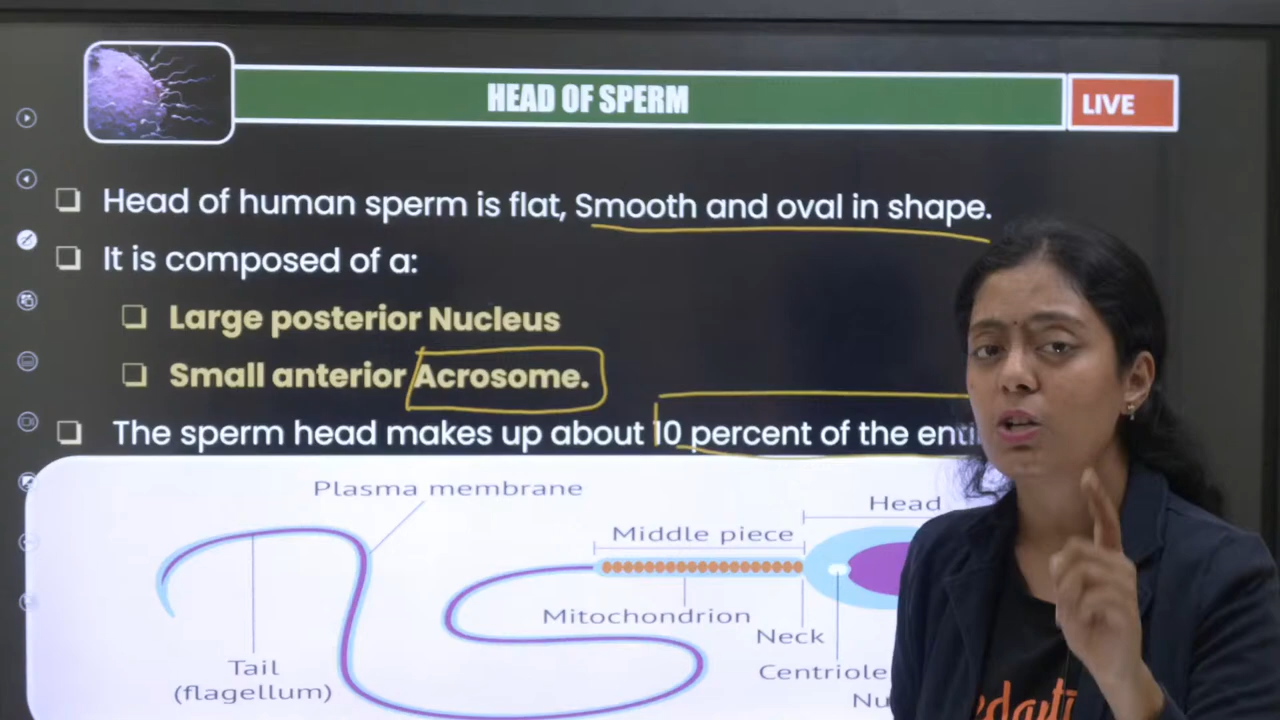 HEAD OF SPERM
LIVE
Head of human sperm is flat, Smooth and oval in shape.
It is composed of a:
Large posterior Nucleus
Small anterior Acrosome.
The sperm head makes up about 10 percent of the
Plasma membrane
Head
Middle piece
Mitochondrion
Neck
Tail
(flagellum)
Centriole